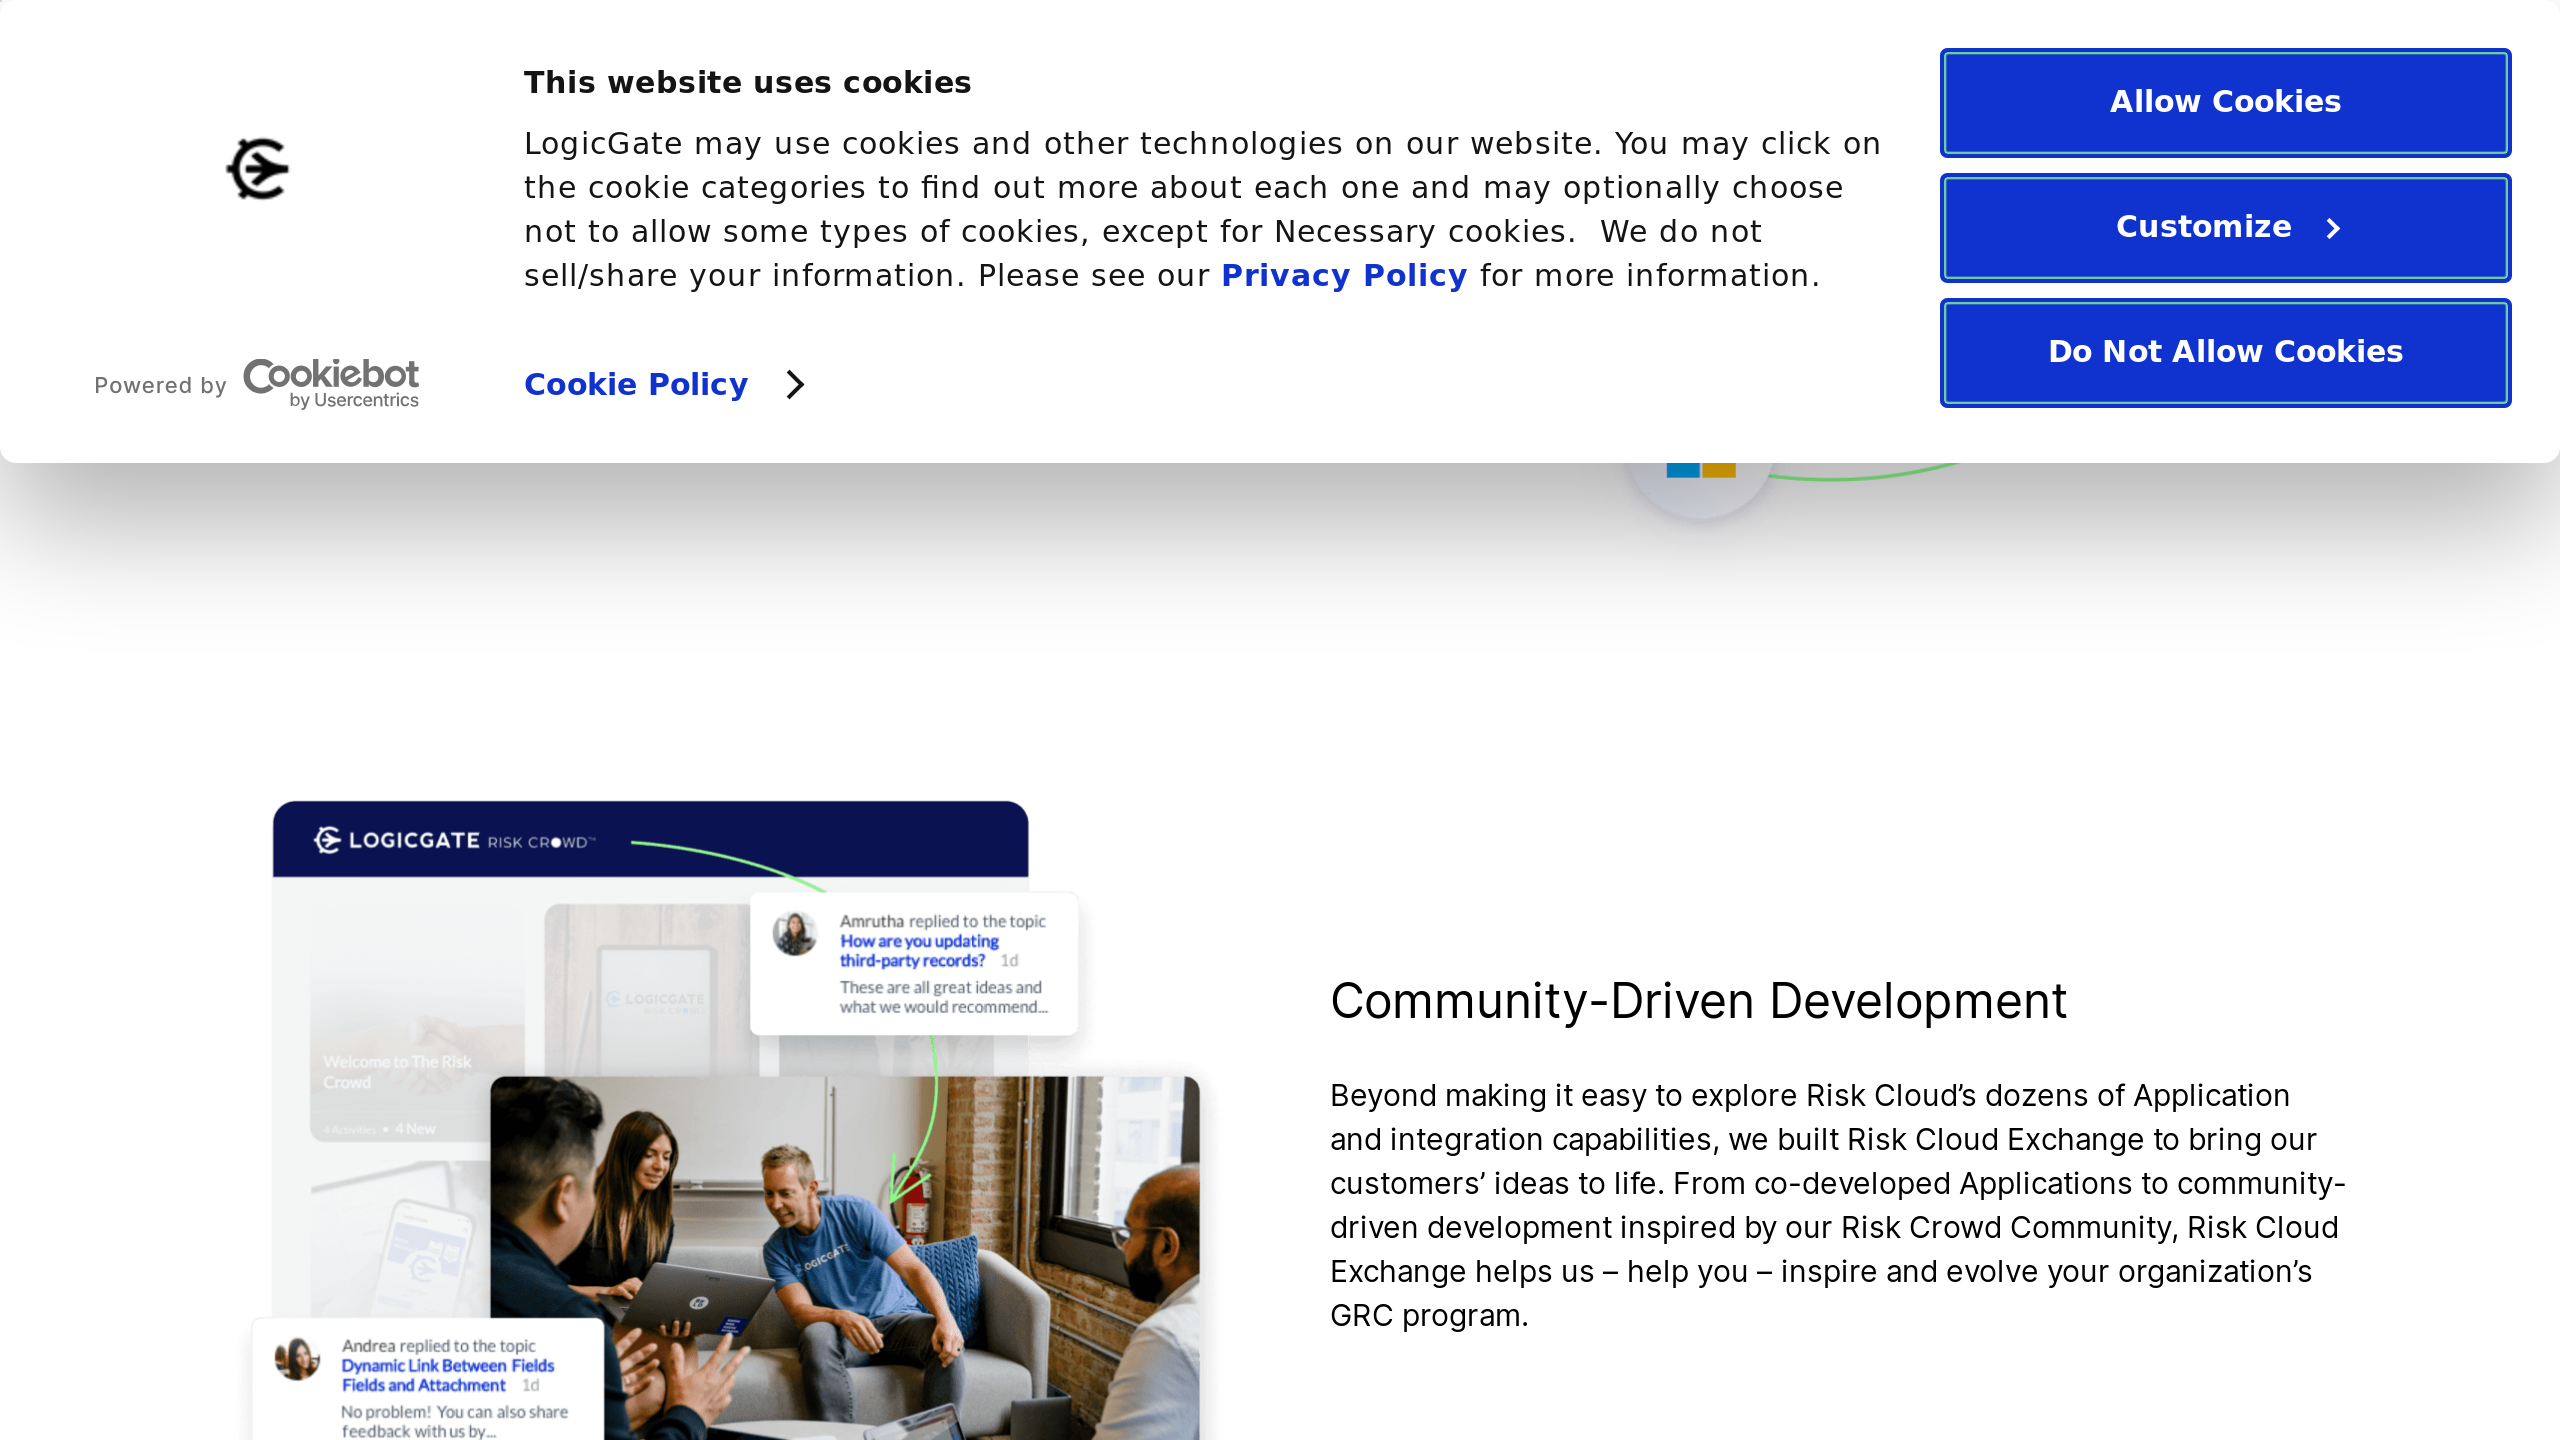 This website uses cookies
LogicGate may use cookies and other technologies on our website. You may click on
the cookie categories to find out more about each one and may optionally choose
not to allow some types of cookies, except for Necessary cookies.  We do not
sell/share your information. Please see our Privacy Policy for more information.
Allow Cookies
Customize
Do Not Allow Cookies
Powered by Cookiebot
by Usercentrics
Cookie Policy
LOGICGATE RISK CROWD™
Amrutha replied to the topic
How are you updating
third-party records? 1d
These are all great ideas and
what we would recommend...
LOGICGATE
RISK CROWD
Welcome to The Risk
Crowd
4 Activities • 4 New
Andrea replied to the topic
Dynamic Link Between Fields
Fields and Attachment 1d
No problem! You can also share
feedback with us by...
Community-Driven Development
Beyond making it easy to explore Risk Cloud’s dozens of Application
and integration capabilities, we built Risk Cloud Exchange to bring our
customers’ ideas to life. From co-developed Applications to community-
driven development inspired by our Risk Crowd Community, Risk Cloud
Exchange helps us – help you – inspire and evolve your organization’s
GRC program.